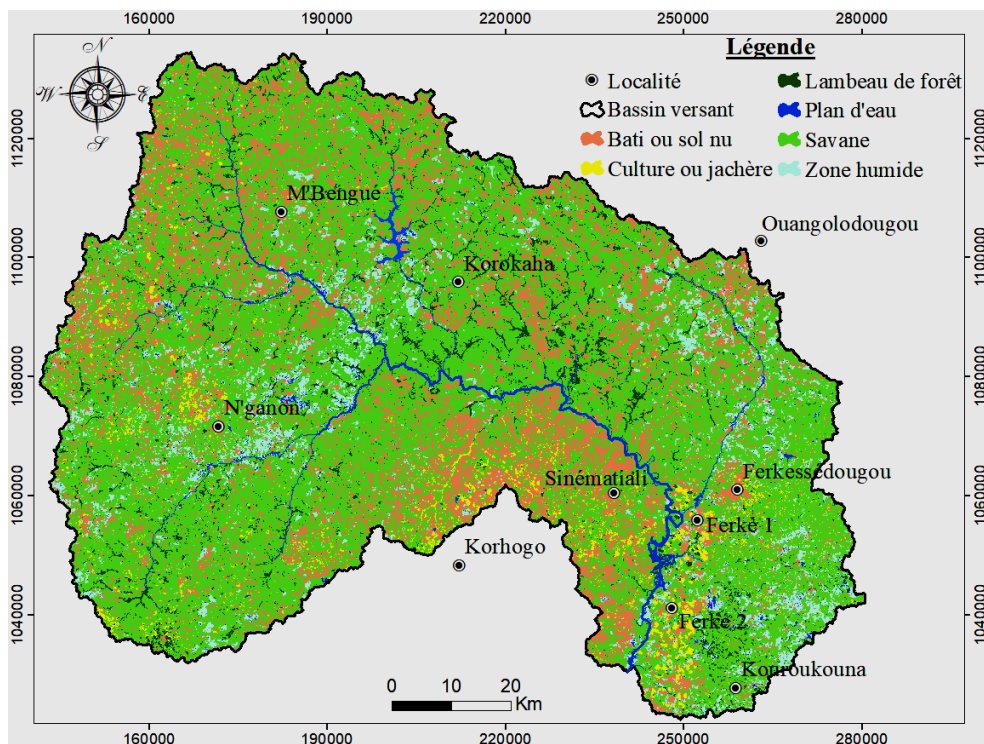 160000 190000 220000 250000 280000
Légende
N
W E
S
Localité
Lambeau de forêt
Bassin versant
Plan d'eau
Bati ou sol nu
Savane
Culture ou jachère
Zone humide
1120000
1120000
M'Bengué
Ouangolodougou
1100000
1100000
Korokaha
1080000
1080000
N'ganon
Sinématiali
Ferkessédougou
1060000
1060000
Ferké 1
Korhogo
1040000
1040000
Ferké 2
Kouroukouna
0 10 20
Km
160000 190000 220000 250000 280000